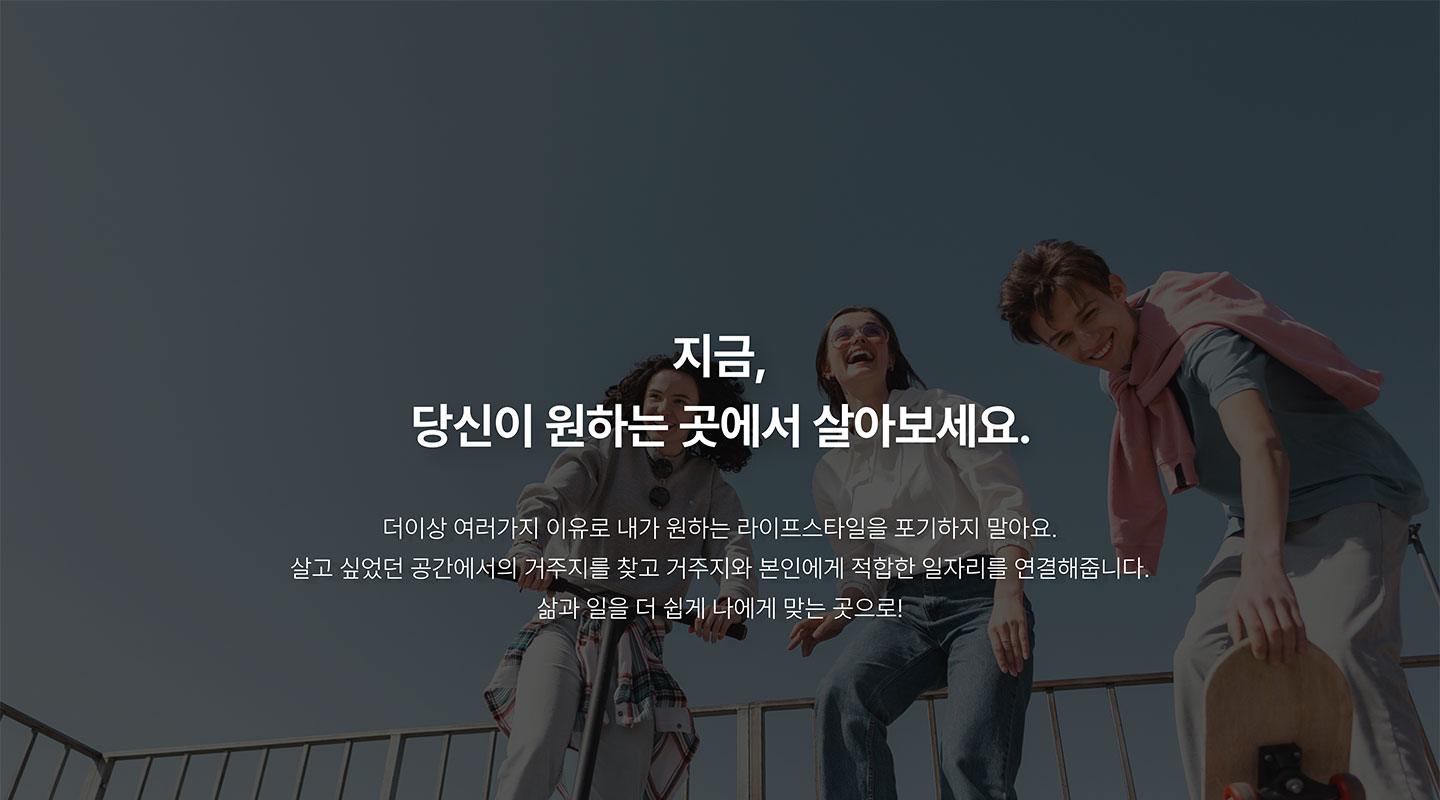 지금,
당신이 원하는 곳에서 살아보세요.
더이상 여러가지 이유로 내가 원하는 라이프스타일을 포기하지 말아요.
살고 싶었던 공간에서의 거주지를 찾고 거주지와 본인에게 적합한 일자리를 연결해줍니다.
삶과 일을 더 쉽게 나에게 맞는 곳으로!